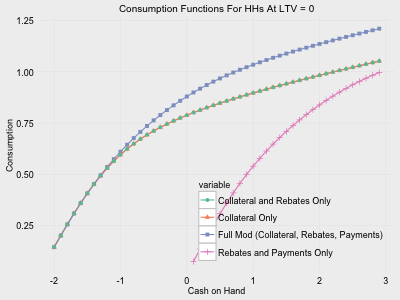 Consumption Functions For HHs At LTV = 0
1.25
1.00
0.75
0.50
0.25
Consumption
variable
Collateral and Rebates Only
Collateral Only
Full Mod (Collateral, Rebates, Payments)
Rebates and Payments Only
-2 -1 0 1 2 3
Cash on Hand